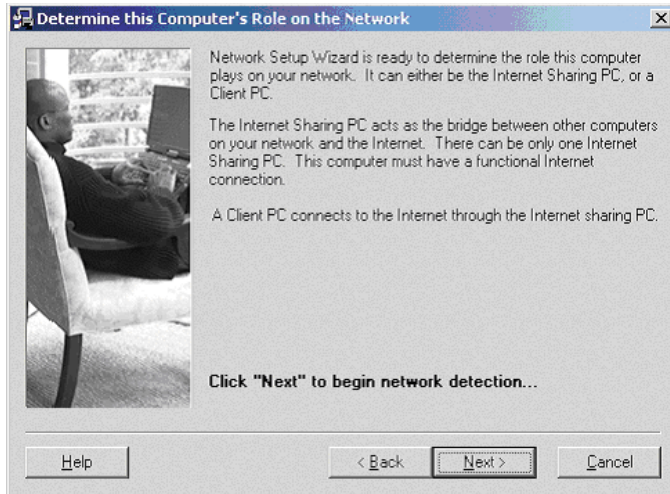 Determine this Computer's Role on the Network
Network Setup Wizard is ready to determine the role this computer
plays on your network. It can either be the Internet Sharing PC, or a
Client PC.
The Internet Sharing PC acts as the bridge between other computers
on your network and the Internet. There can be only one Internet
Sharing PC. This computer must have a functional Internet
connection.
A Client PC connects to the Internet through the Internet sharing PC.
Click "Next" to begin network detection...
Help
< Back
Next >
Cancel